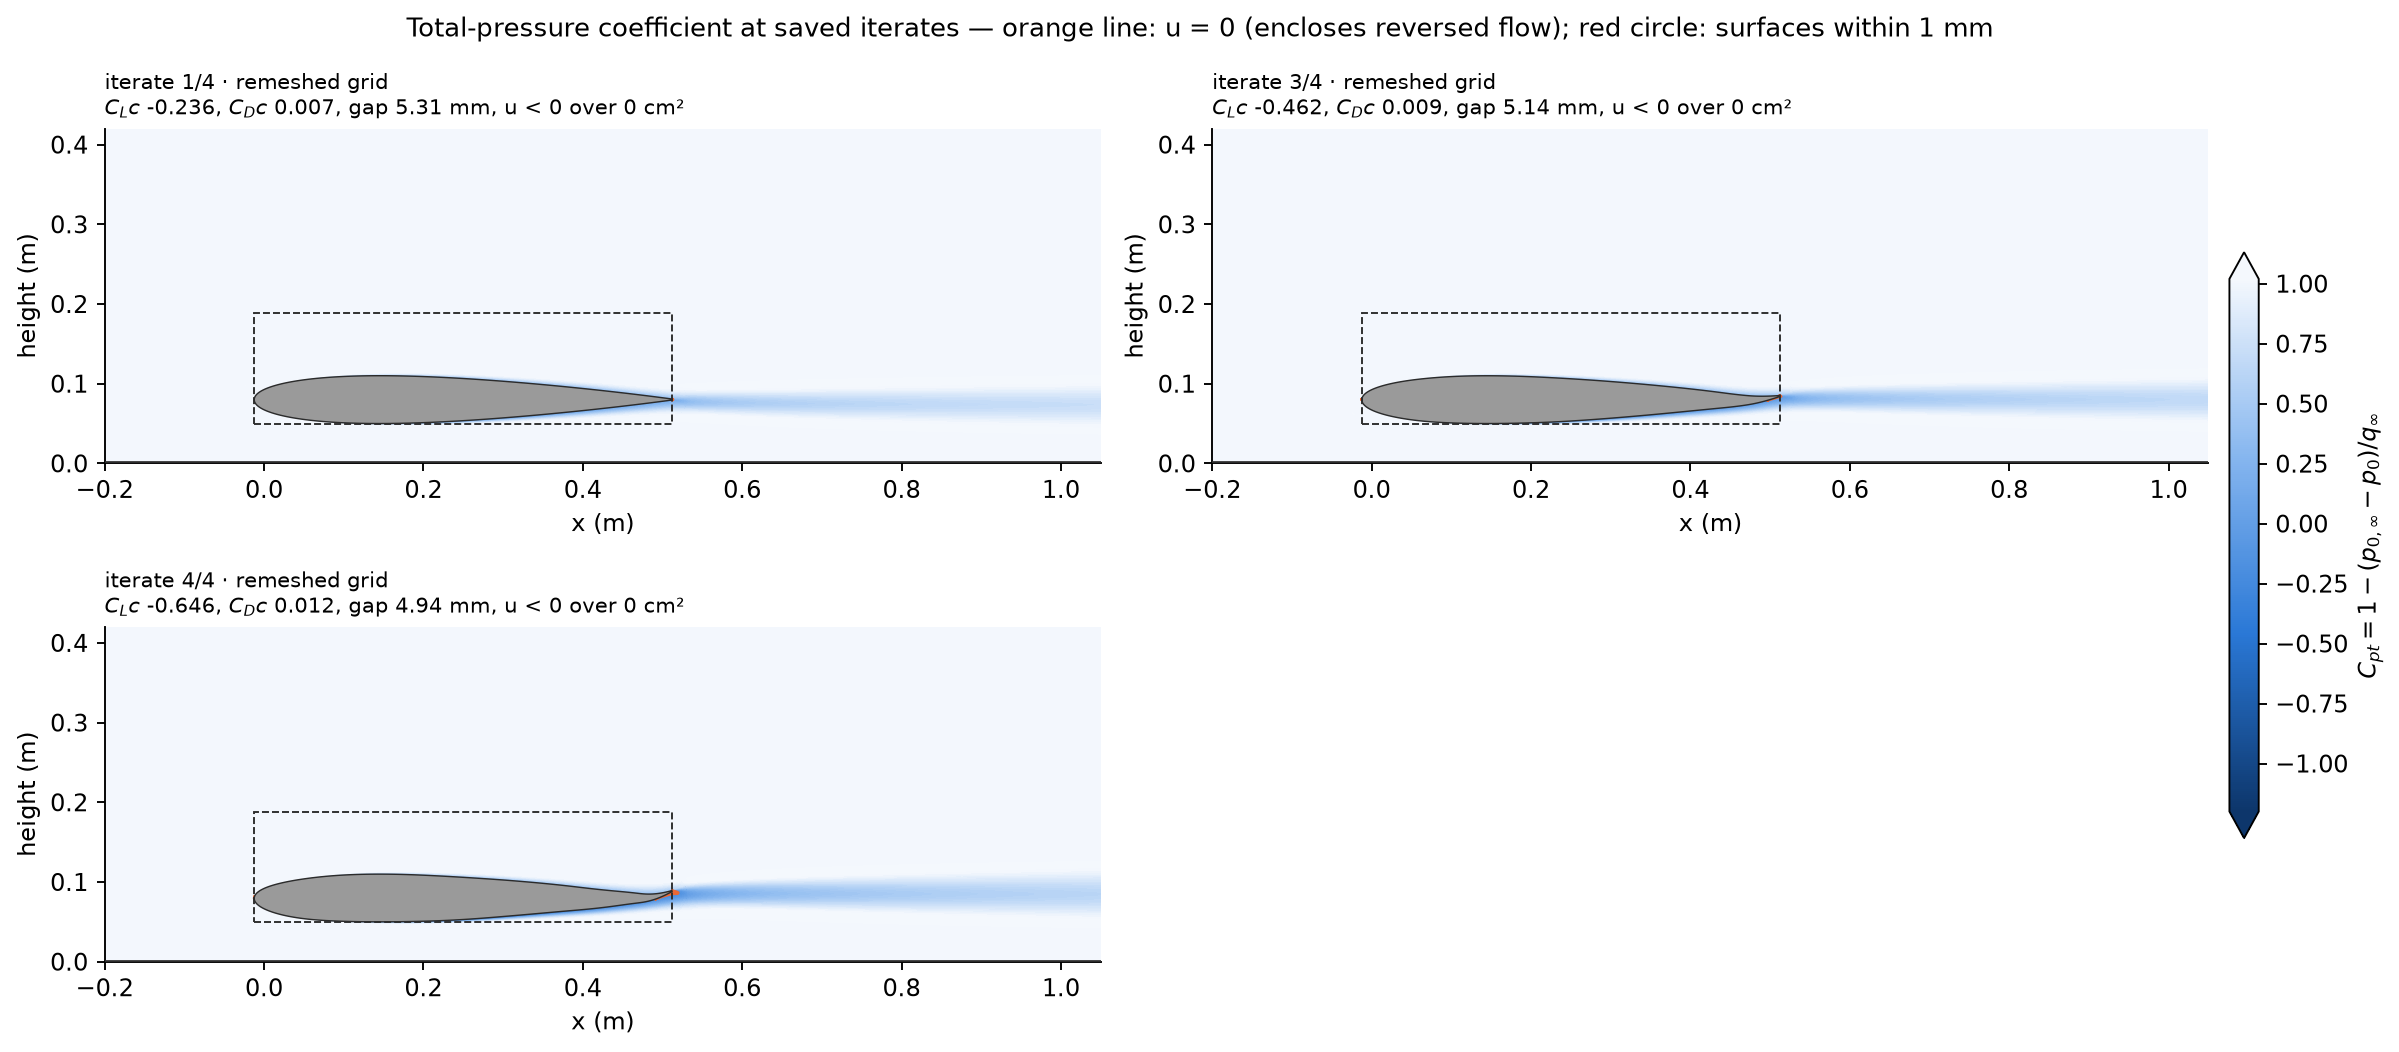 Total-pressure coefficient at saved iterates — orange line: u = 0 (encloses reversed flow); red circle: surfaces within 1 mm
iterate 1/4 · remeshed grid
C_Lc -0.236, C_Dc 0.007, gap 5.31 mm, u < 0 over 0 cm²
height (m)
0.4
0.3
0.2
0.1
0.0
−0.2 0.0 0.2 0.4 0.6 0.8 1.0
x (m)
iterate 3/4 · remeshed grid
C_Lc -0.462, C_Dc 0.009, gap 5.14 mm, u < 0 over 0 cm²
height (m)
0.4
0.3
0.2
0.1
0.0
−0.2 0.0 0.2 0.4 0.6 0.8 1.0
x (m)
iterate 4/4 · remeshed grid
C_Lc -0.646, C_Dc 0.012, gap 4.94 mm, u < 0 over 0 cm²
height (m)
0.4
0.3
0.2
0.1
0.0
−0.2 0.0 0.2 0.4 0.6 0.8 1.0
x (m)
1.00
0.75
0.50
0.25
0.00
−0.25
−0.50
−0.75
−1.00
C_pt = 1 − (p_0,∞ − p_0)/q_∞